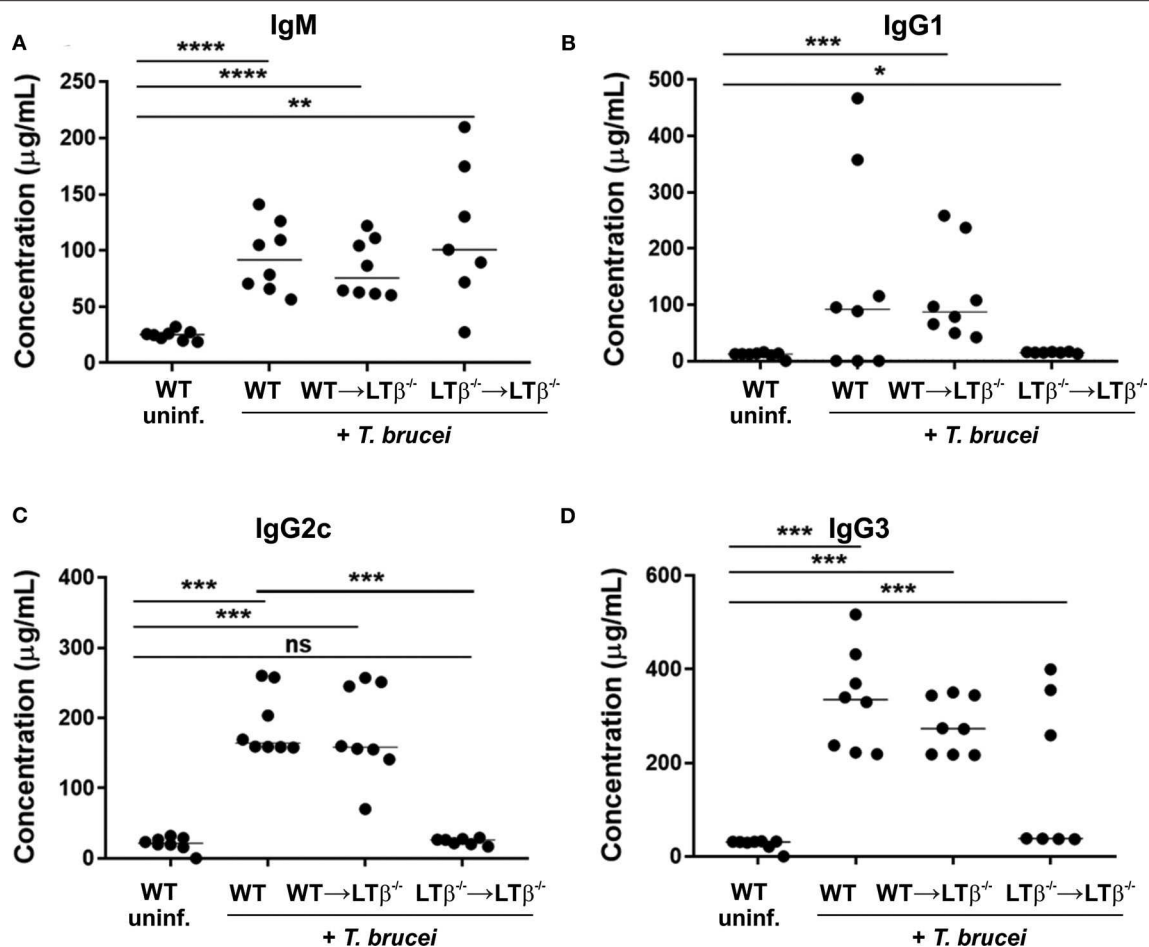 A
IgM
****
****
**
Concentration (µg/mL)
250
200
150
100
50
0
WT
uninf.
WT
WT→LTβ-/-
LTβ-/-→LTβ-/-
+ T. brucei
B
IgG1
***
*
Concentration (µg/mL)
500
400
300
200
100
0
WT
uninf.
WT
WT→LTβ-/-
LTβ-/-→LTβ-/-
+ T. brucei
C
IgG2c
***
***
***
ns
Concentration (µg/mL)
400
300
200
100
0
WT
uninf.
WT
WT→LTβ-/-
LTβ-/-→LTβ-/-
+ T. brucei
D
IgG3
***
***
***
Concentration (µg/mL)
600
400
200
0
WT
uninf.
WT
WT→LTβ-/-
LTβ-/-→LTβ-/-
+ T. brucei